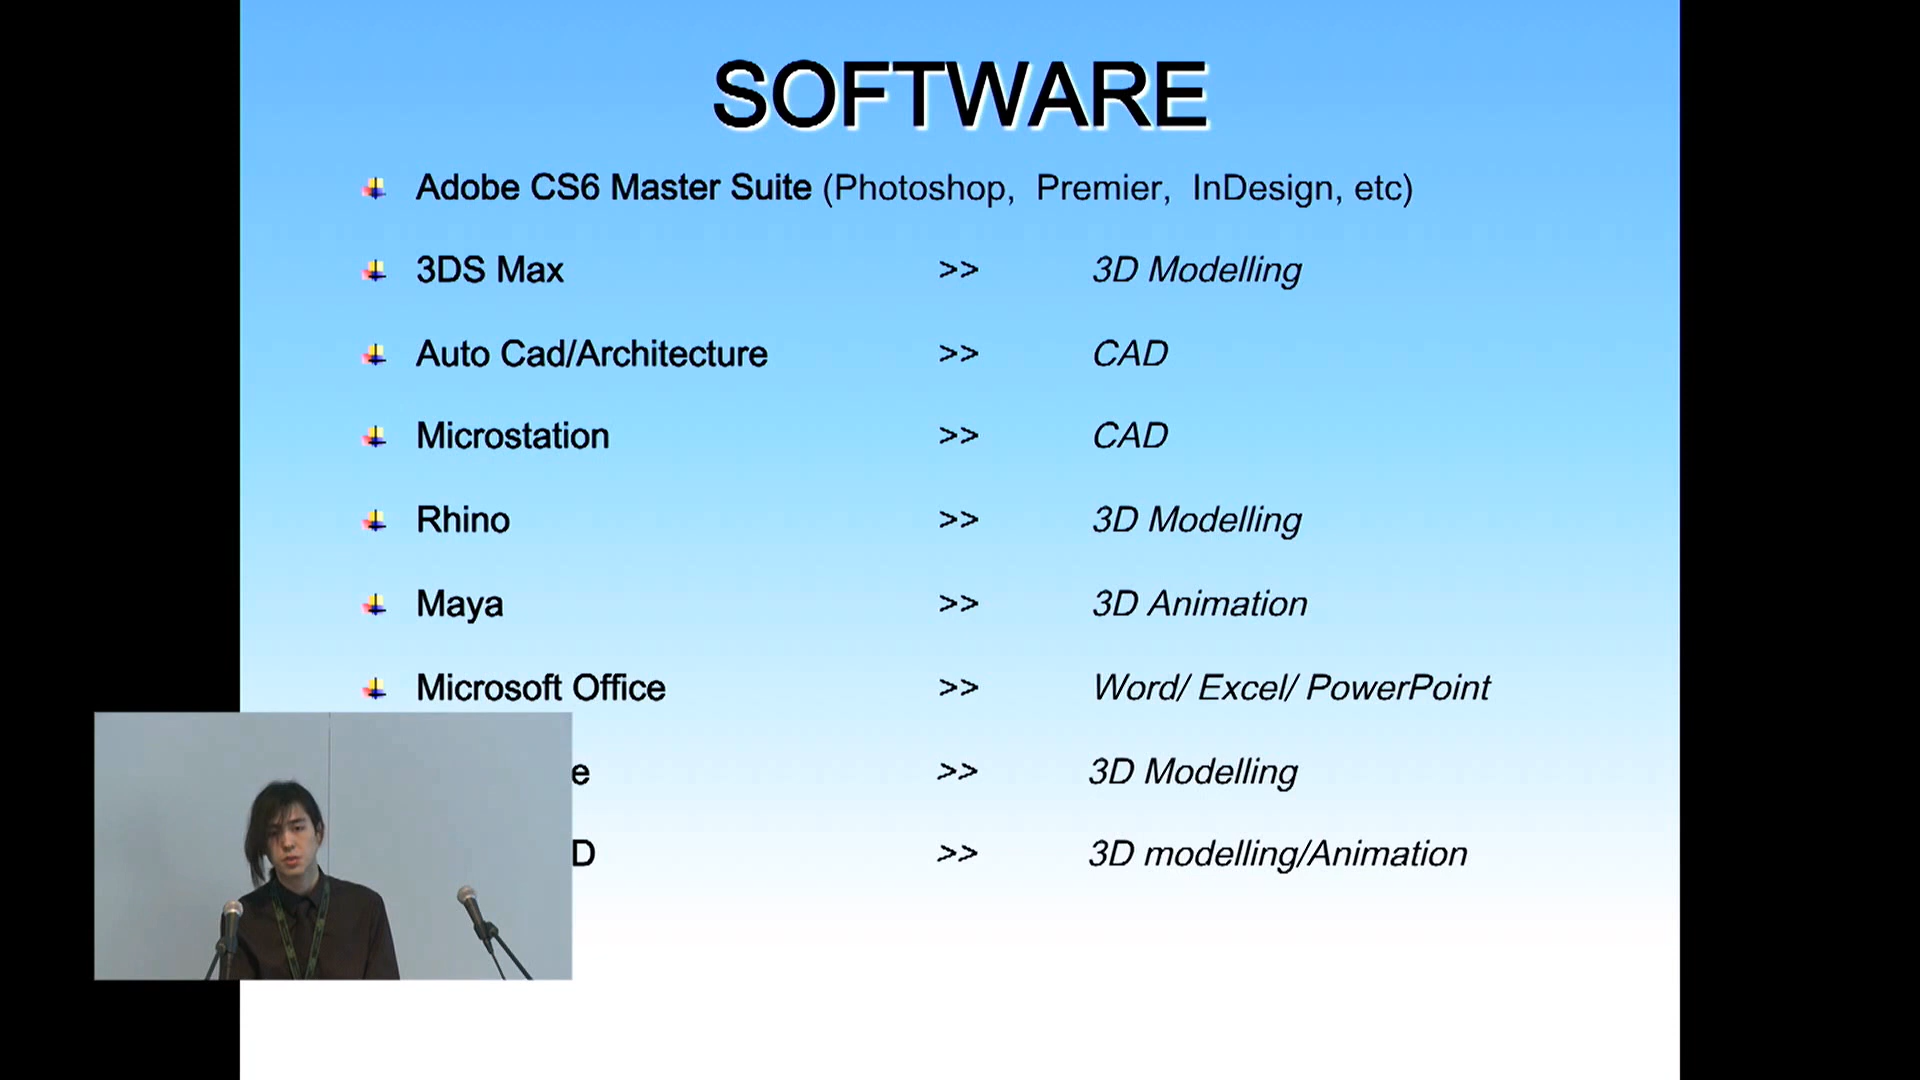 SOFTWARE
Adobe CS6 Master Suite (Photoshop, Premier, InDesign, etc)
3DS Max >> 3D Modelling
Auto Cad/Architecture >> CAD
Microstation >> CAD
Rhino >> 3D Modelling
Maya >> 3D Animation
Microsoft Office >> Word/ Excel/ PowerPoint
>> 3D Modelling
>> 3D modelling/Animation